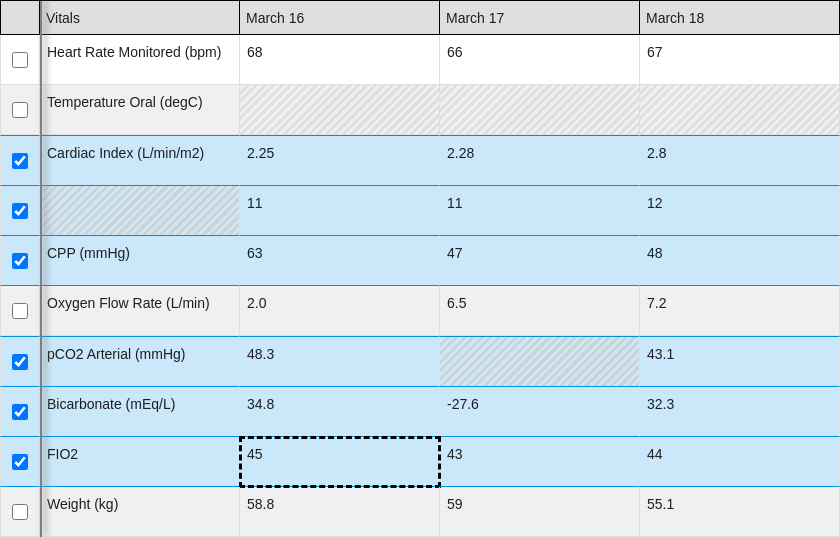 Vitals March 16 March 17 March 18
Heart Rate Monitored (bpm) 68 66 67
Temperature Oral (degC)
Cardiac Index (L/min/m2) 2.25 2.28 2.8
11 11 12
CPP (mmHg) 63 47 48
Oxygen Flow Rate (L/min) 2.0 6.5 7.2
pCO2 Arterial (mmHg) 48.3 43.1
Bicarbonate (mEq/L) 34.8 -27.6 32.3
FIO2 45 43 44
Weight (kg) 58.8 59 55.1